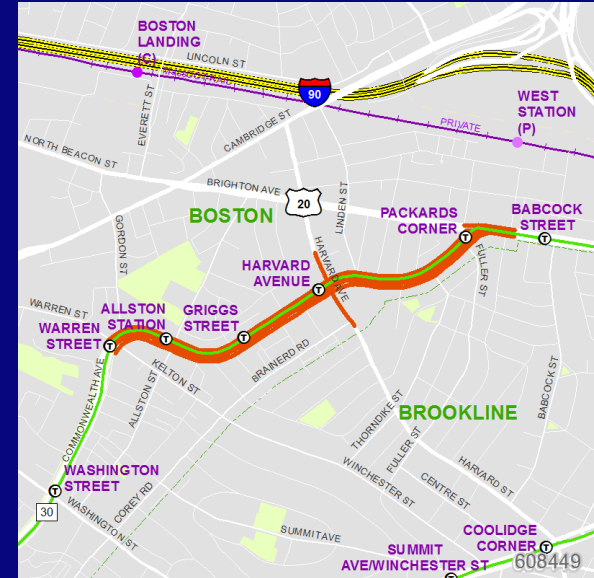 BOSTON
LANDING
(C)
LINCOLN ST
90
WEST
STATION
(P)
PRIVATE
EVERETT ST
CAMBRIDGE ST
NORTH BEACON ST
BRIGHTON AVE
20
LINDEN ST
BOSTON
PACKARDS
CORNER
BABCOCK
STREET
GORDON ST
HARVARD AVE
FULLER ST
HARVARD
AVENUE
WARREN ST
ALLSTON
STATION
GRIGGS
STREET
WARREN
STREET
BRAINERD RD
KELTON ST
COMMONWEALTH AVE
ALLSTON ST
BABCOCK ST
THORNDIKE ST
BROOKLINE
FULLER ST
HARVARD ST
WINCHESTER ST
CENTRE ST
WASHINGTON
STREET
COREY RD
30
WASHINGTON ST
SUMMIT AVE
COOLIDGE
CORNER
SUMMIT
AVE/WINCHESTER ST
608449